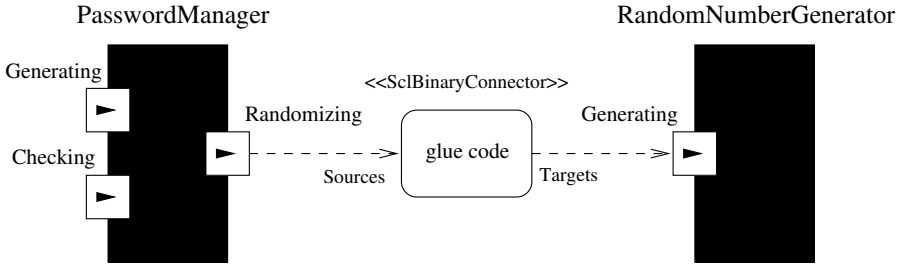 PasswordManager
RandomNumberGenerator
Generating
<<SclBinaryConnector>>
Randomizing
Generating
Checking
glue code
Sources
Targets